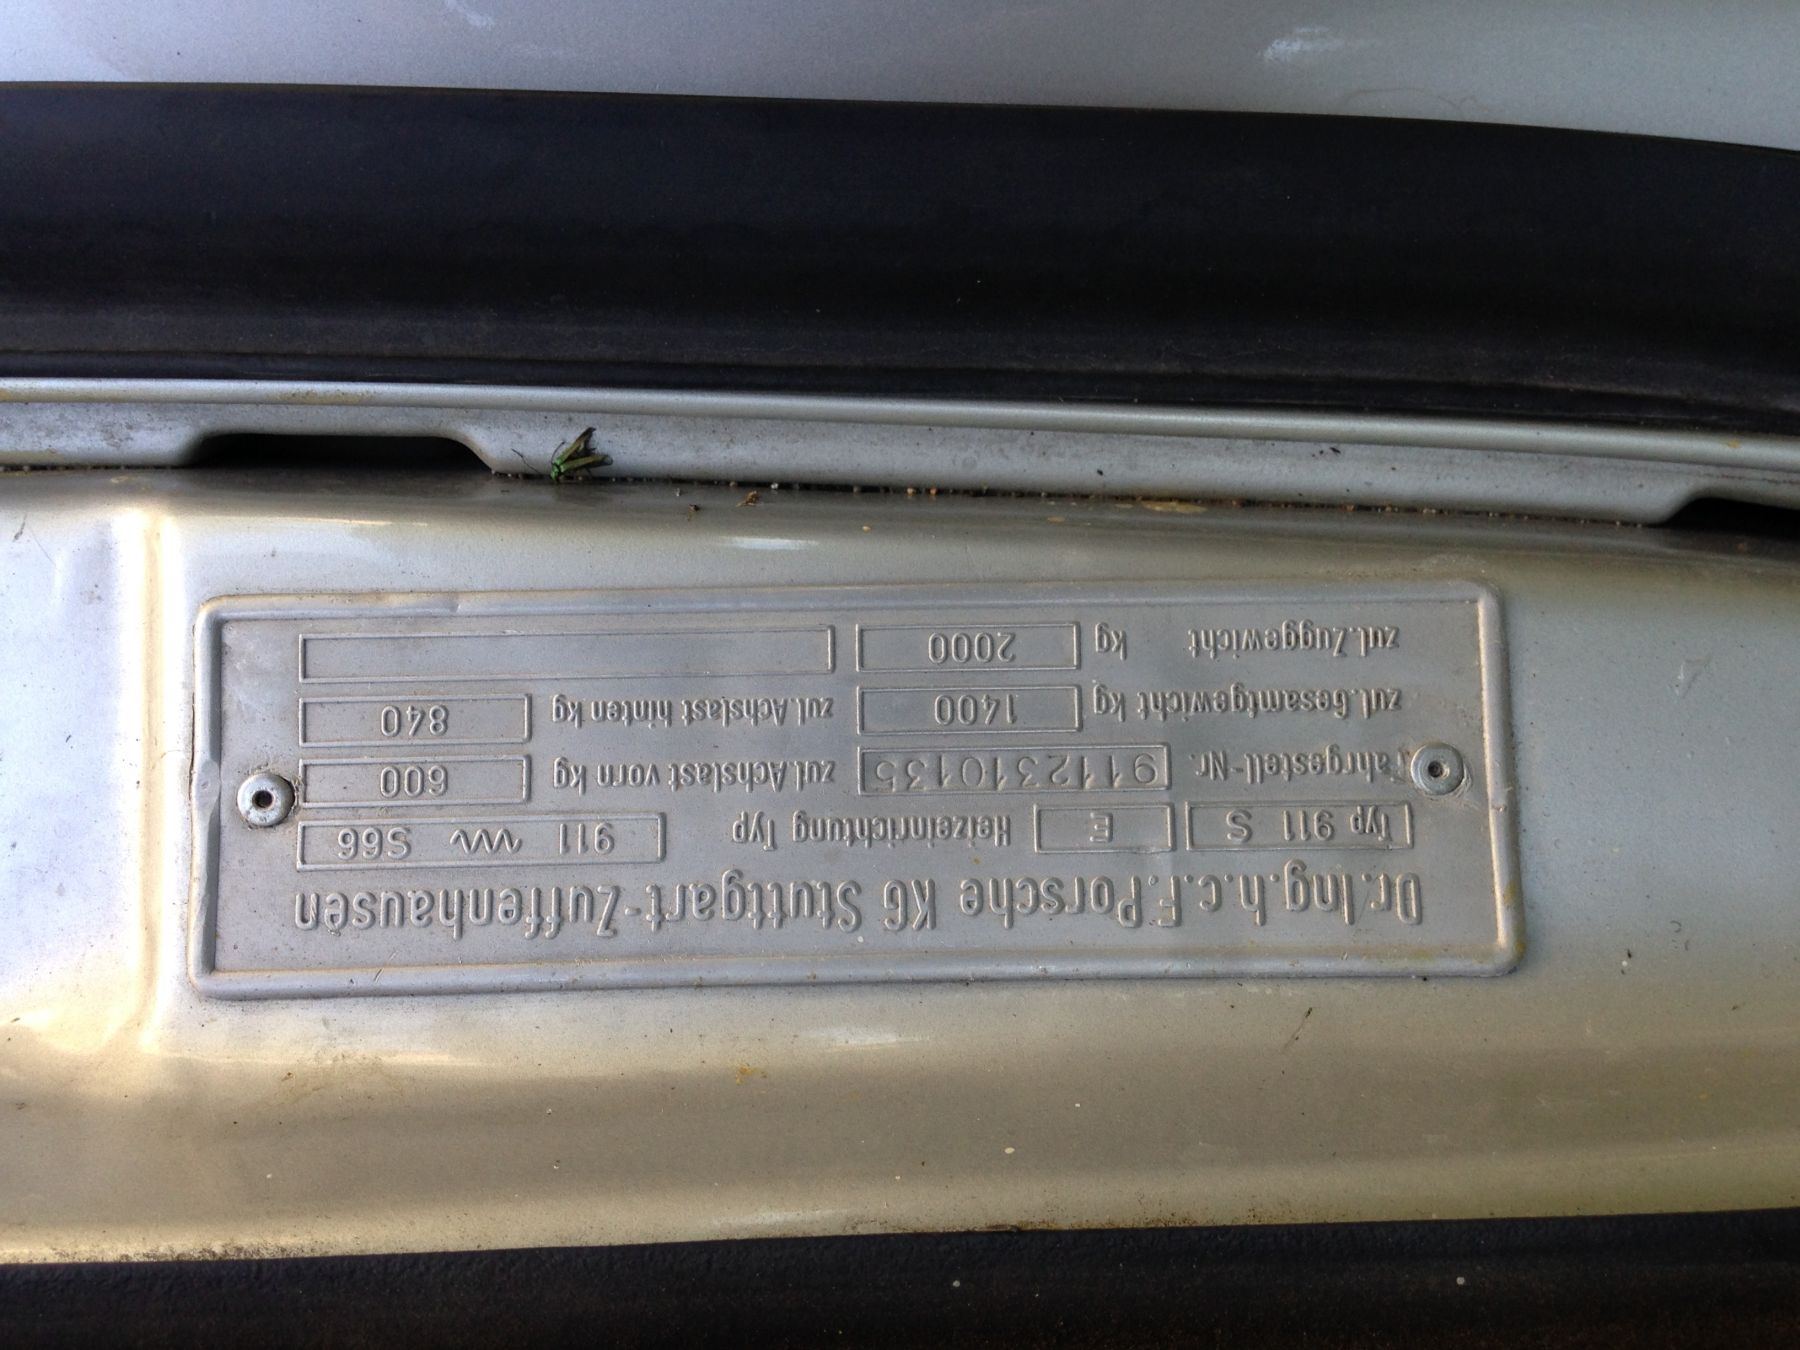 Dr.Ing.h.c.F.Porsche KG Stuttgart-Zuffenhausen
Typ 911 S E Heizeinrichtung Typ 911 S66
Fahrgestell-Nr. 9112310135 zul.Achslast vorn kg 600
zul.Gesamtgewicht kg 1400 zul.Achslast hinten kg 840
zul.Zuggewicht kg 2000